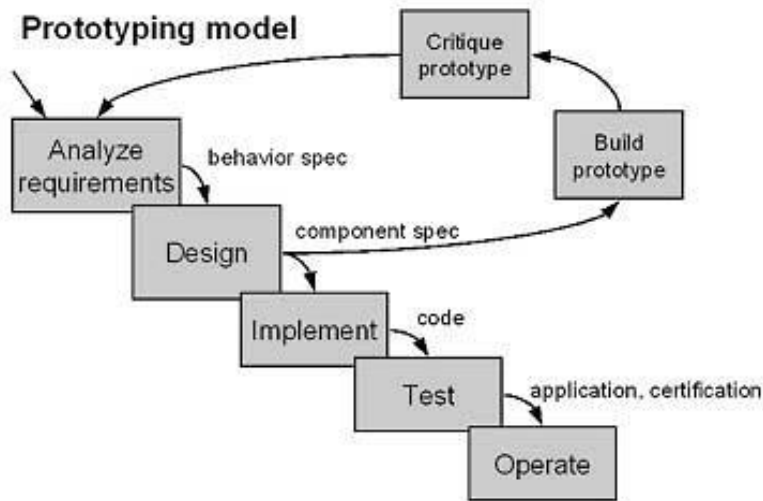 Prototyping model
Critique
prototype
Build
prototype
Analyze
requirements
behavior spec
Design
component spec
Implement
code
Test
application, certification
Operate